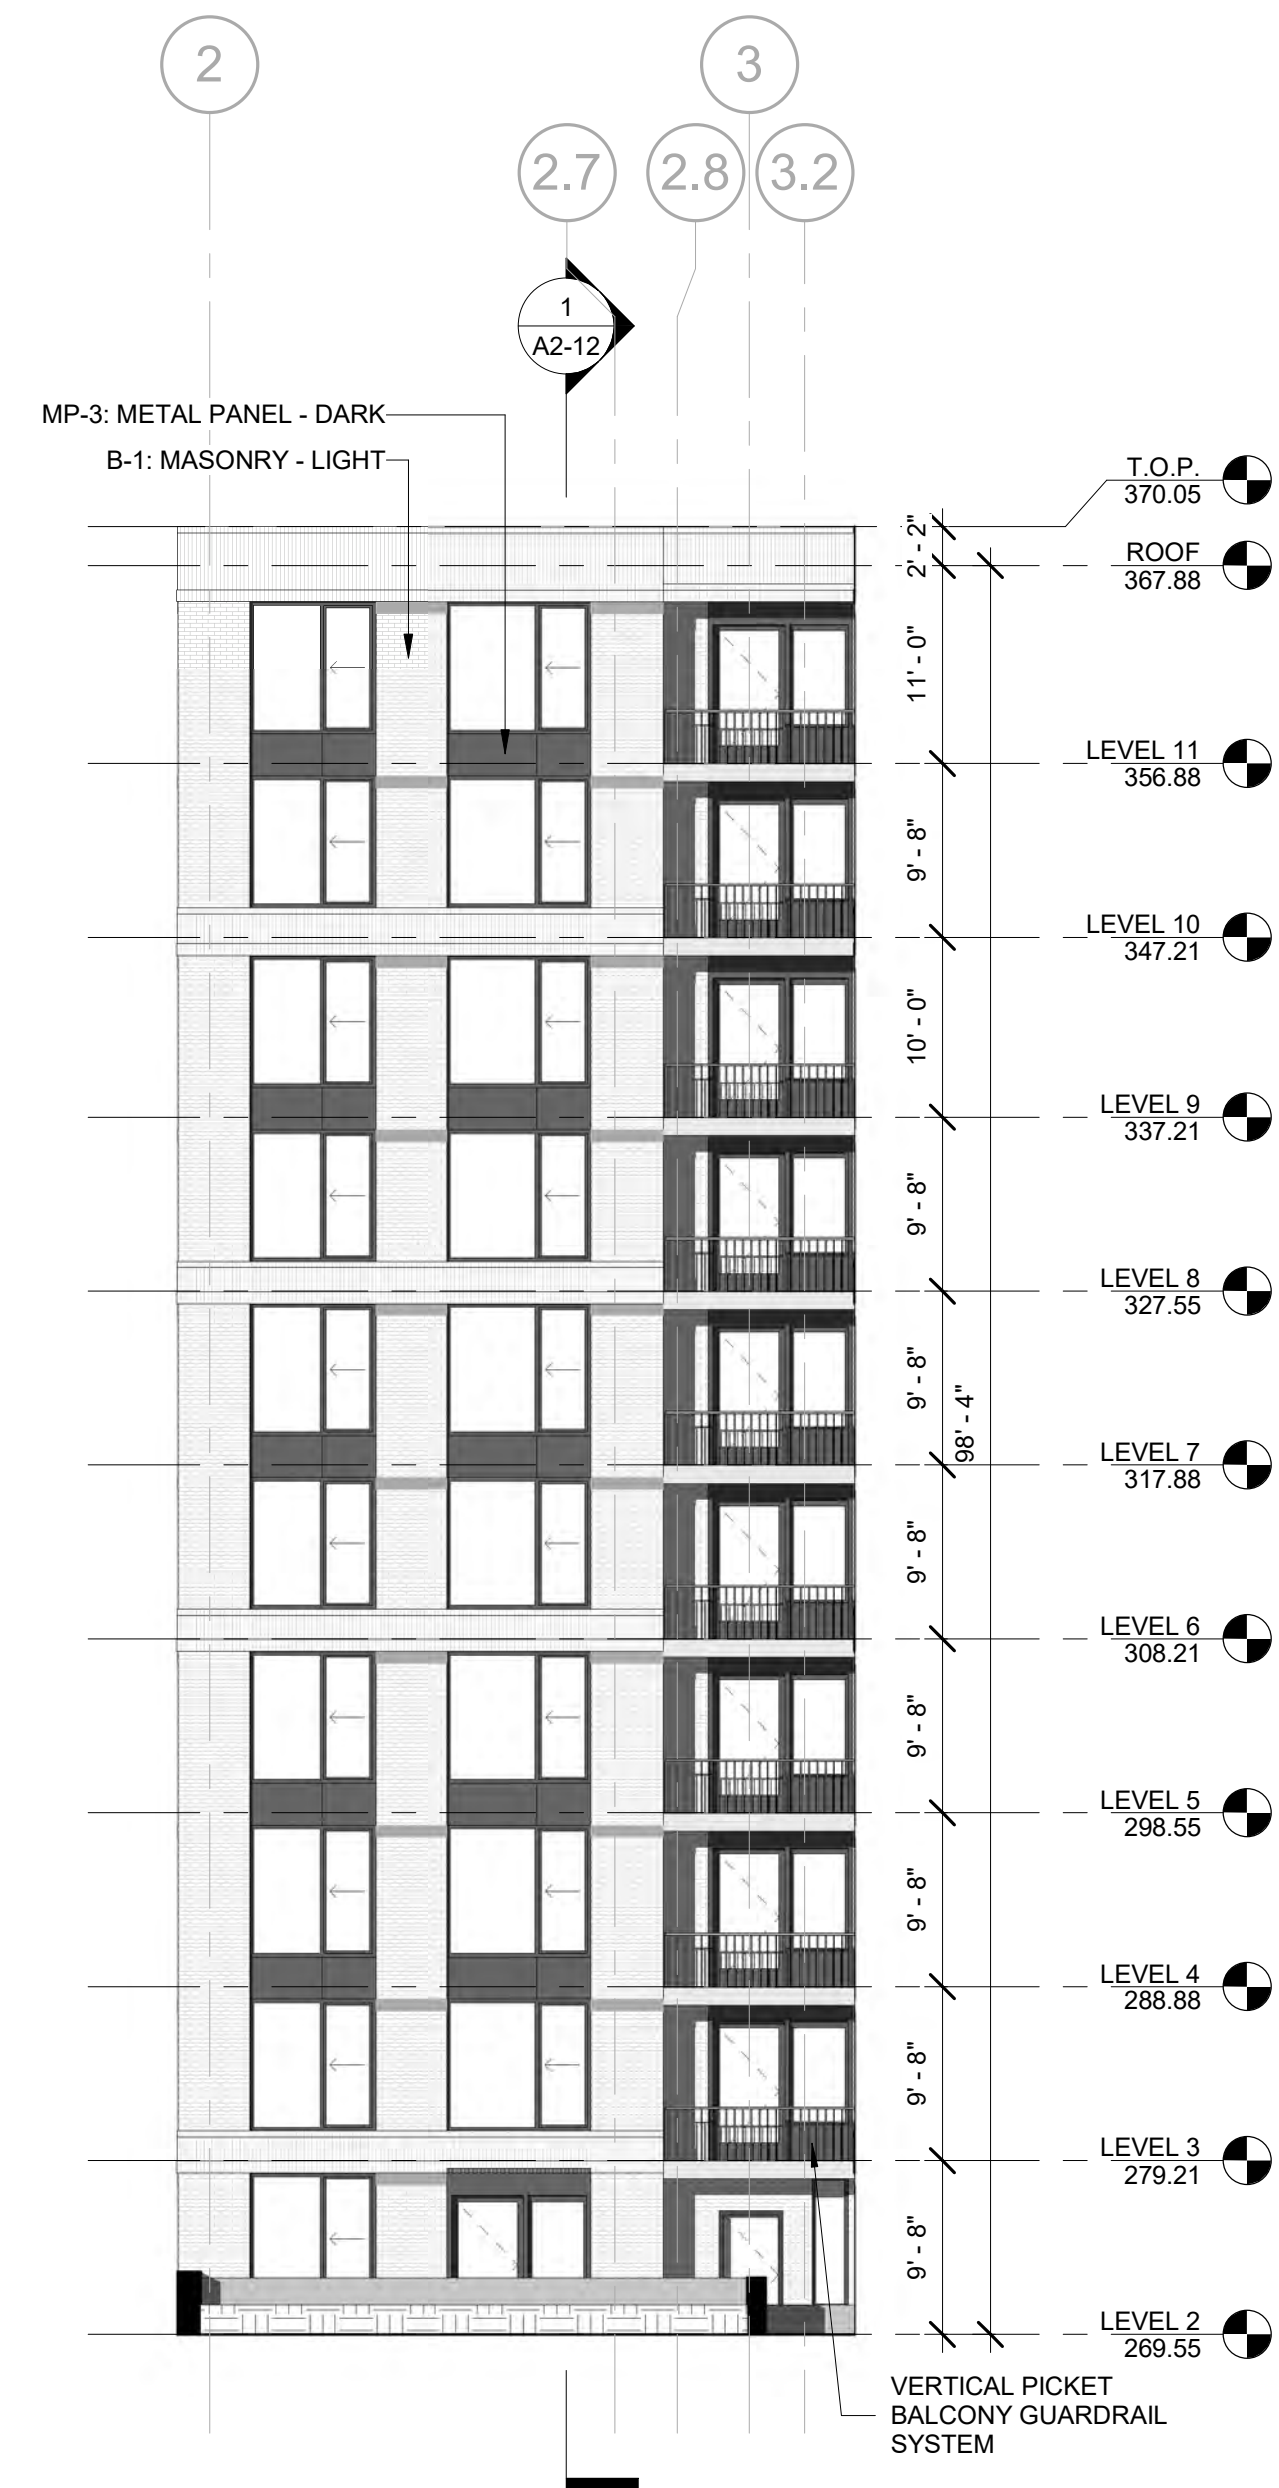 2
3
2.7
2.8
3.2
1
A2-12
MP-3: METAL PANEL - DARK
B-1: MASONRY - LIGHT
T.O.P.
370.05
2' - 2"
ROOF
367.88
11' - 0"
LEVEL 11
356.88
9' - 8"
LEVEL 10
347.21
10' - 0"
LEVEL 9
337.21
9' - 8"
LEVEL 8
327.55
9' - 8"
98' - 4"
LEVEL 7
317.88
9' - 8"
LEVEL 6
308.21
9' - 8"
LEVEL 5
298.55
9' - 8"
LEVEL 4
288.88
9' - 8"
LEVEL 3
279.21
9' - 8"
LEVEL 2
269.55
VERTICAL PICKET
BALCONY GUARDRAIL
SYSTEM